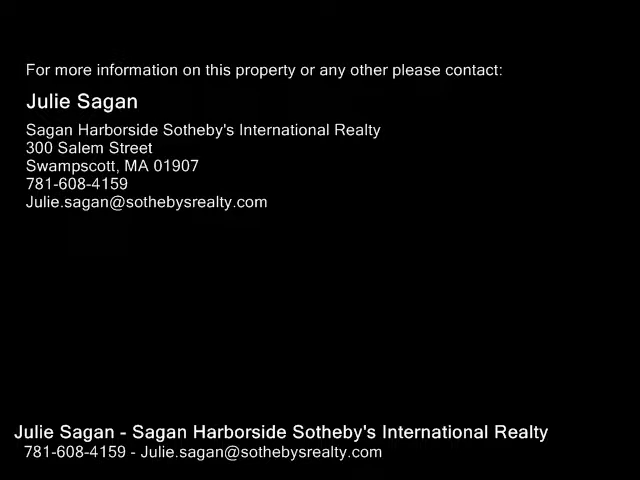 For more information on this property or any other please contact:
Julie Sagan
Sagan Harborside Sotheby's International Realty
300 Salem Street
Swampscott, MA 01907
781-608-4159
Julie.sagan@sothebysrealty.com
Julie Sagan - Sagan Harborside Sotheby's International Realty
781-608-4159 - Julie.sagan@sothebysrealty.com